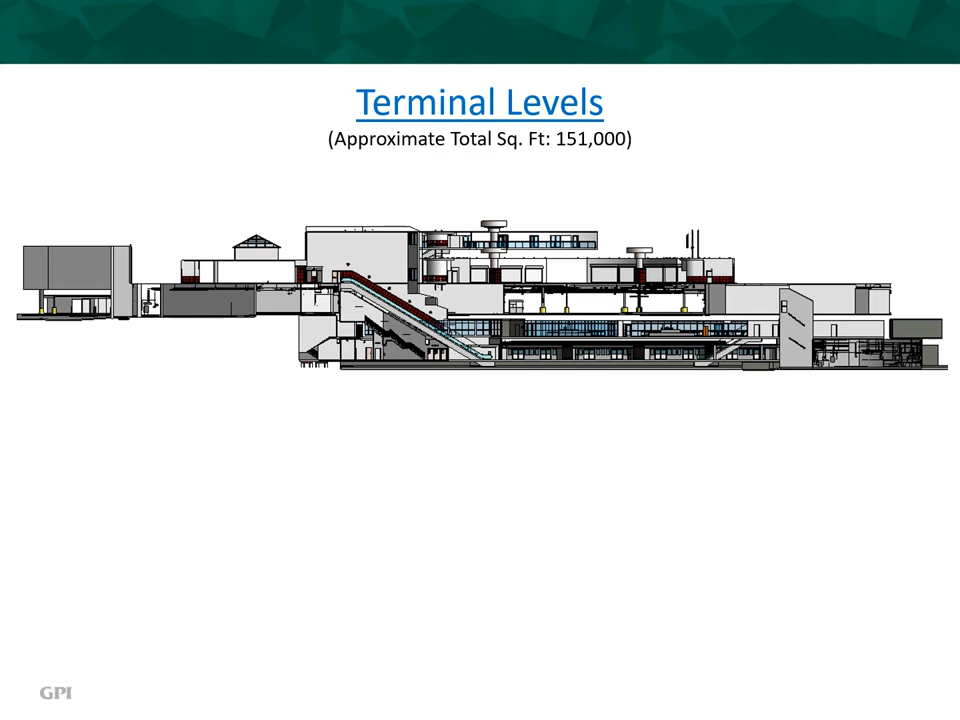 Terminal Levels
(Approximate Total Sq. Ft: 151,000)
GPI